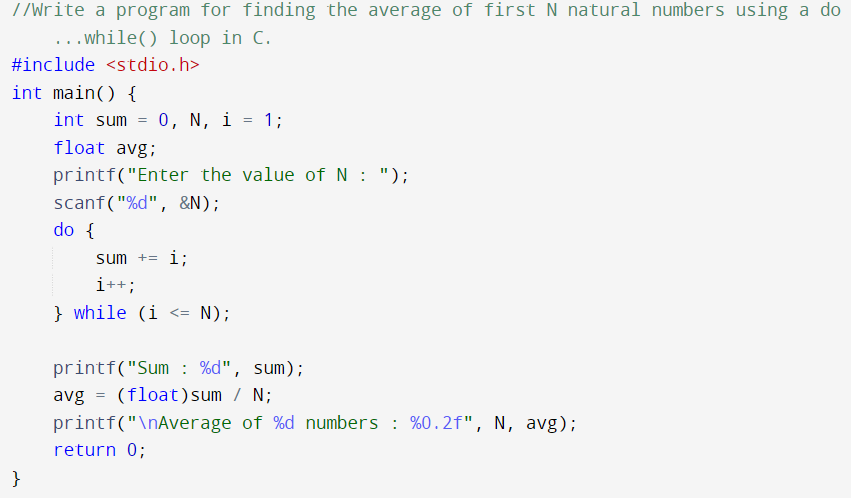 //Write a program for finding the average of first N natural numbers using a do
    ...while() loop in C.
#include <stdio.h>
int main() {
    int sum = 0, N, i = 1;
    float avg;
    printf("Enter the value of N : ");
    scanf("%d", &N);
    do {
        sum += i;
        i++;
    } while (i <= N);

    printf("Sum : %d", sum);
    avg = (float)sum / N;
    printf("\nAverage of %d numbers : %0.2f", N, avg);
    return 0;
}